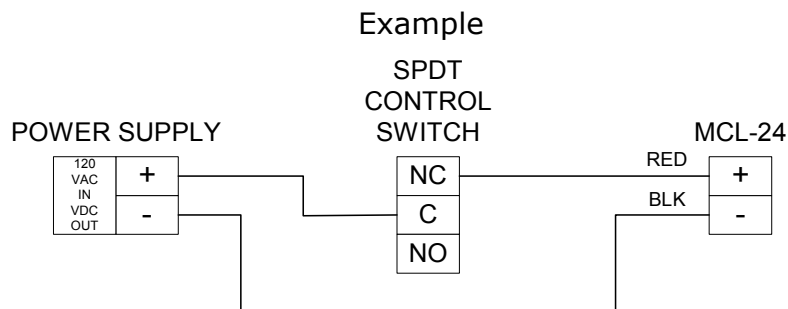 Example
SPDT
CONTROL
SWITCH
POWER SUPPLY
MCL-24
120
VAC
IN
VDC
OUT
+
-
NC
C
NO
RED
BLK
+
-